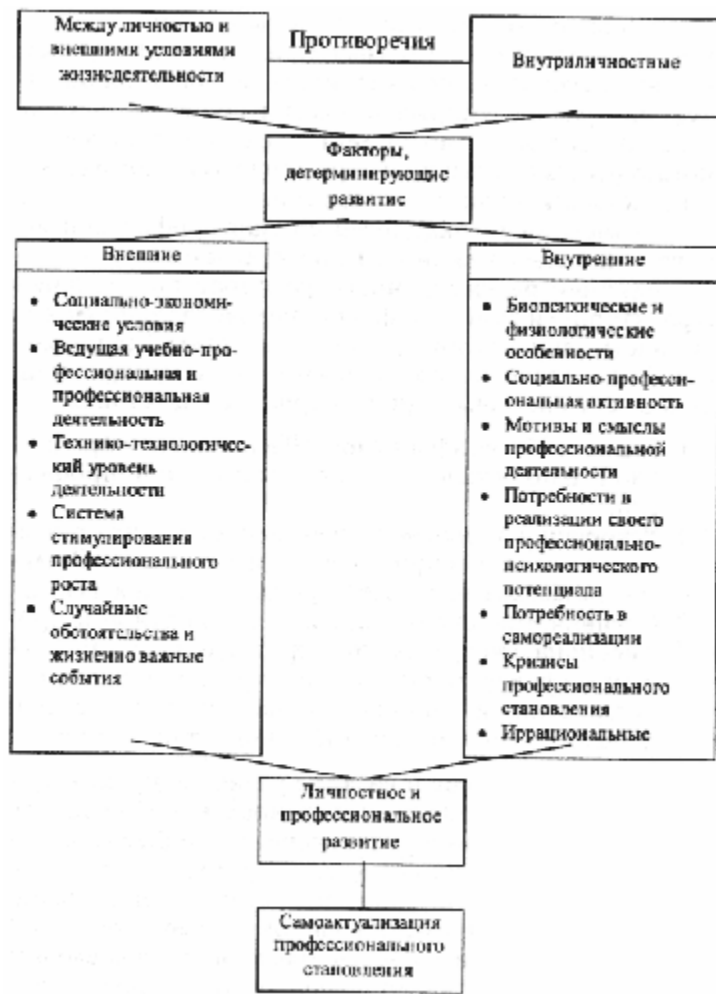 Между личностью и
внешними условиями
жизнедеятельности
Противоречия
Внутриличностные
Факторы,
детерминирующие
развитие
Внешние
• Социально-экономи-
ческие условия
• Ведущая учебно-про-
фессиональная и
профессиональная
деятельность
• Технико-технологичес-
кий уровень
деятельности
• Система
стимулирования
профессионального
роста
• Случайные
обстоятельства и
жизненно важные
события
Внутренние
• Биопсихические и
физиологические
особенности
• Социально-професси-
ональная активность
• Мотивы и смыслы
профессиональной
деятельности
• Потребности в
реализации своего
профессионально-
психологического
потенциала
• Потребность в
самореализации
• Кризисы
профессионального
становления
• Иррациональные
Личностное и
профессиональное
развитие
Самоактуализация
профессионального
становления